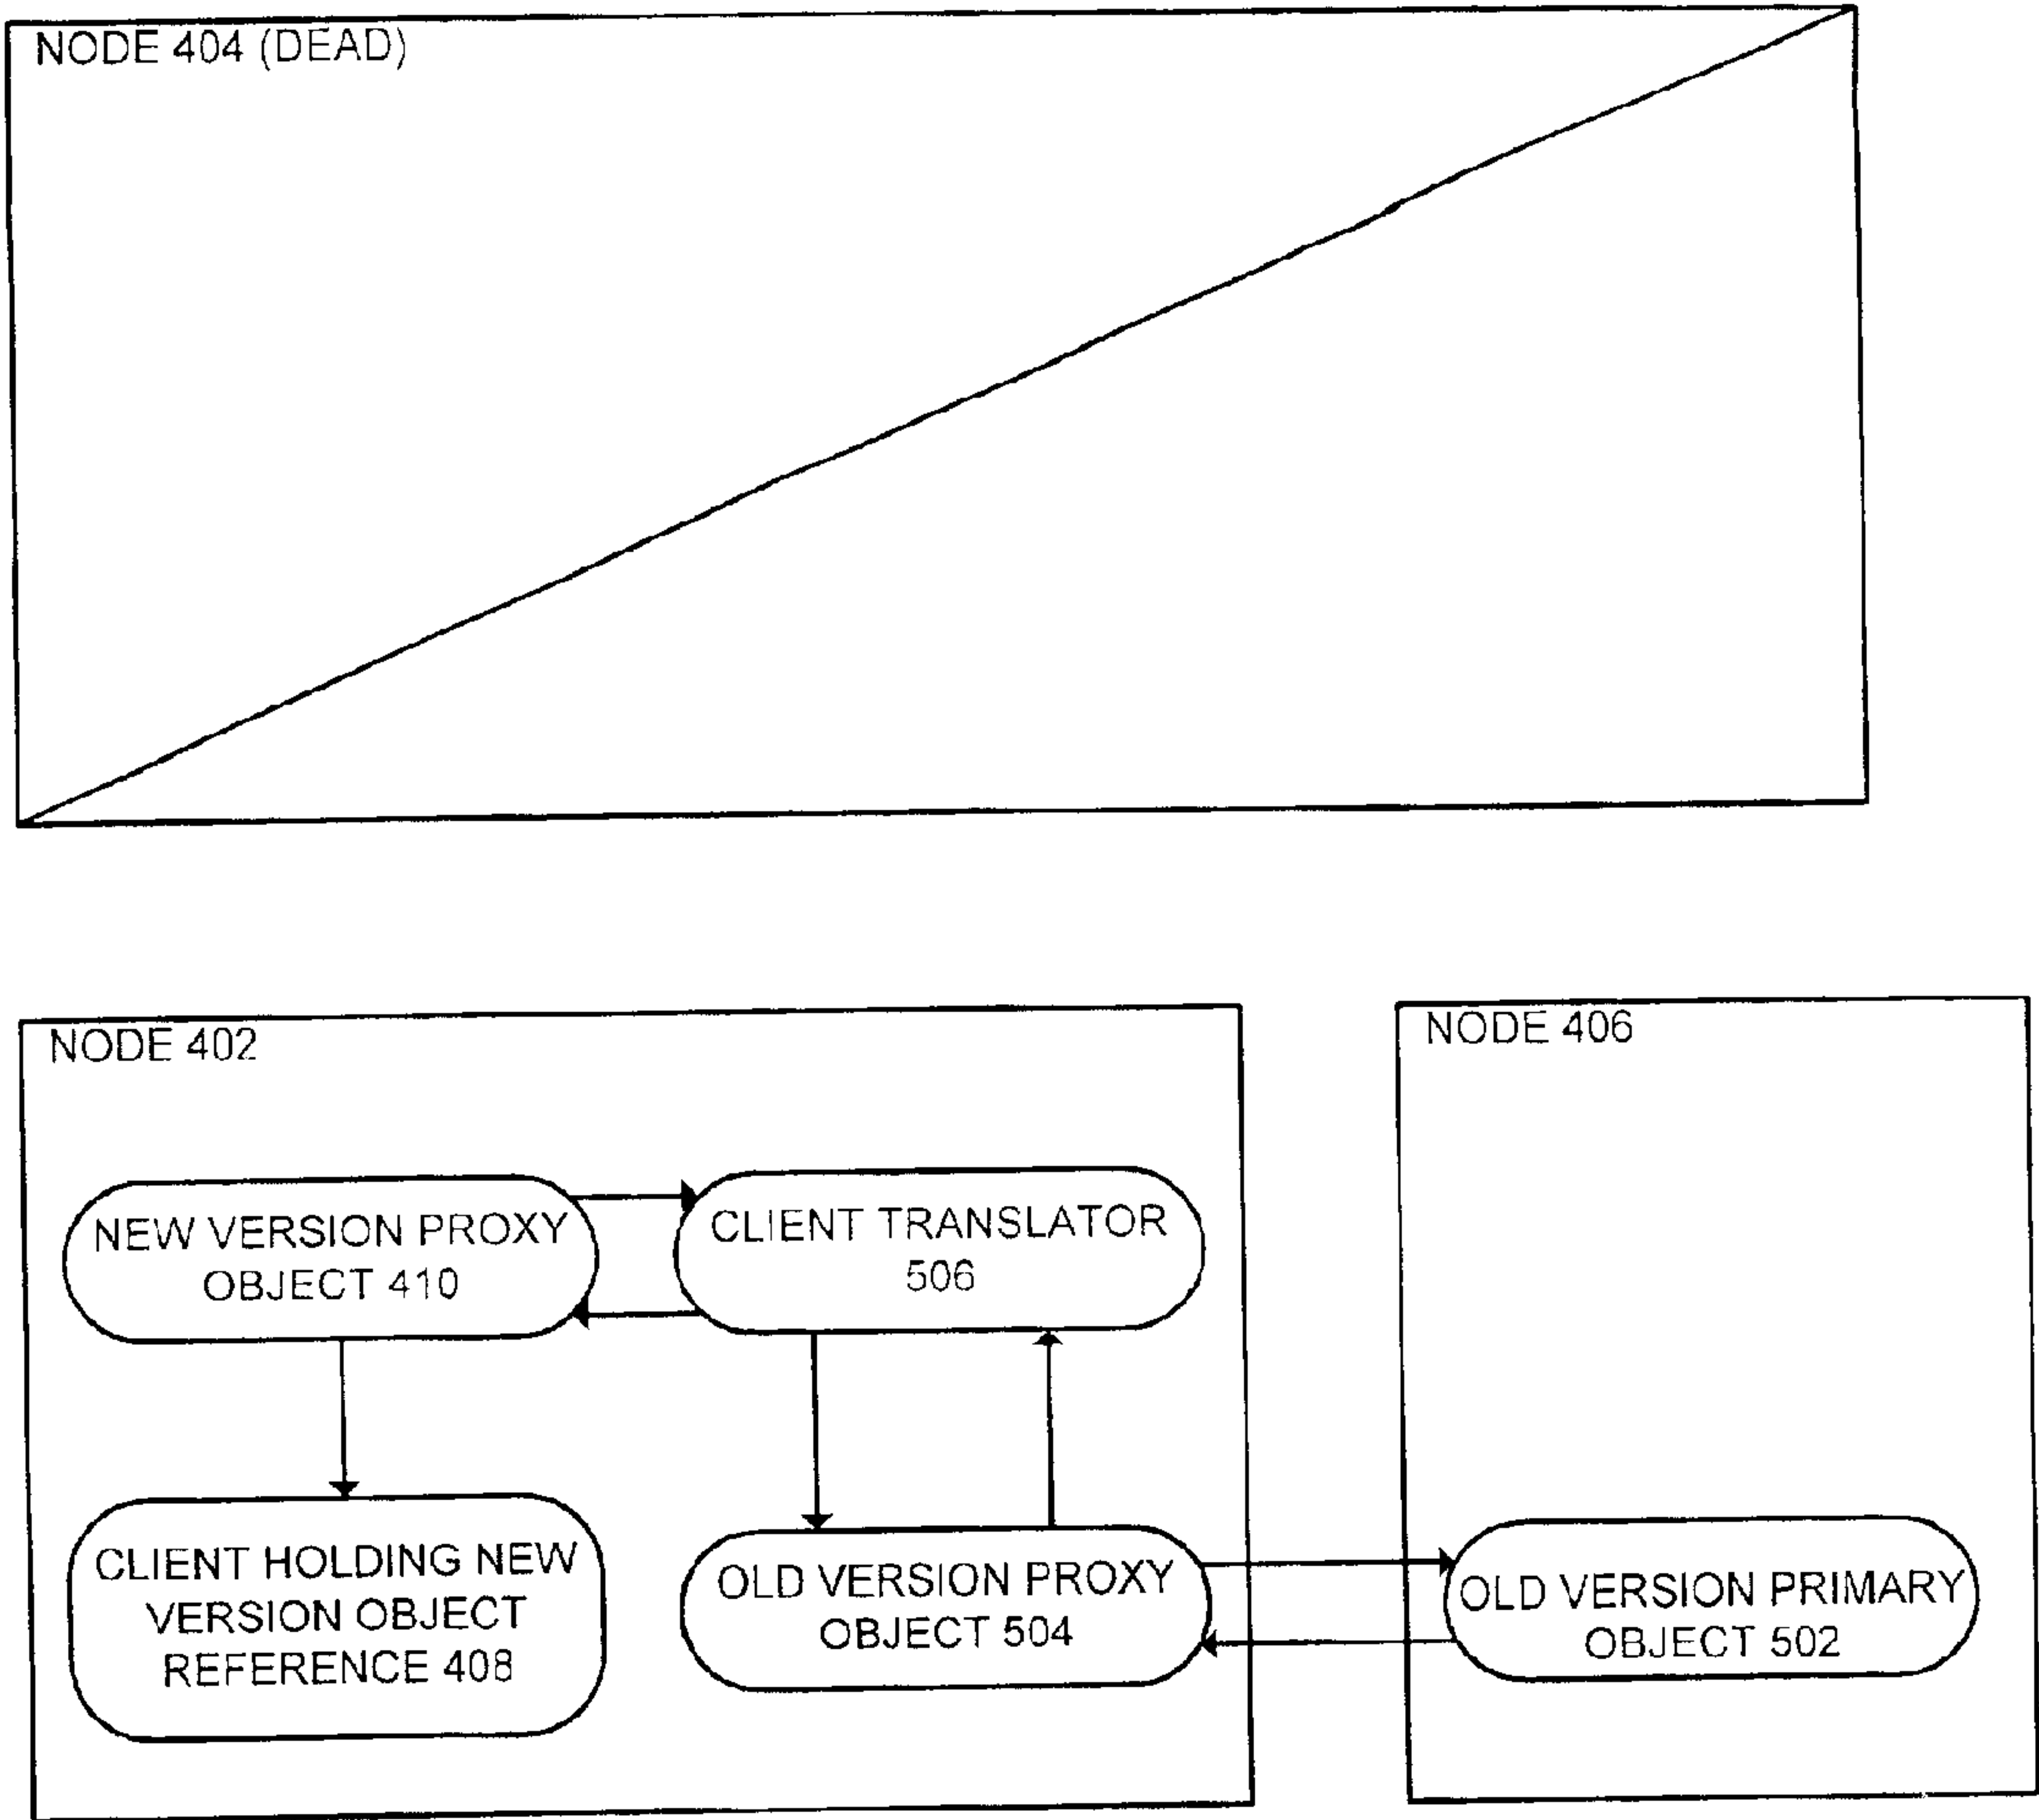 NODE 404 (DEAD)
NODE 402
NODE 406
NEW VERSION PROXY
OBJECT 410
CLIENT TRANSLATOR
506
CLIENT HOLDING NEW
VERSION OBJECT
REFERENCE 408
OLD VERSION PROXY
OBJECT 504
OLD VERSION PRIMARY
OBJECT 502